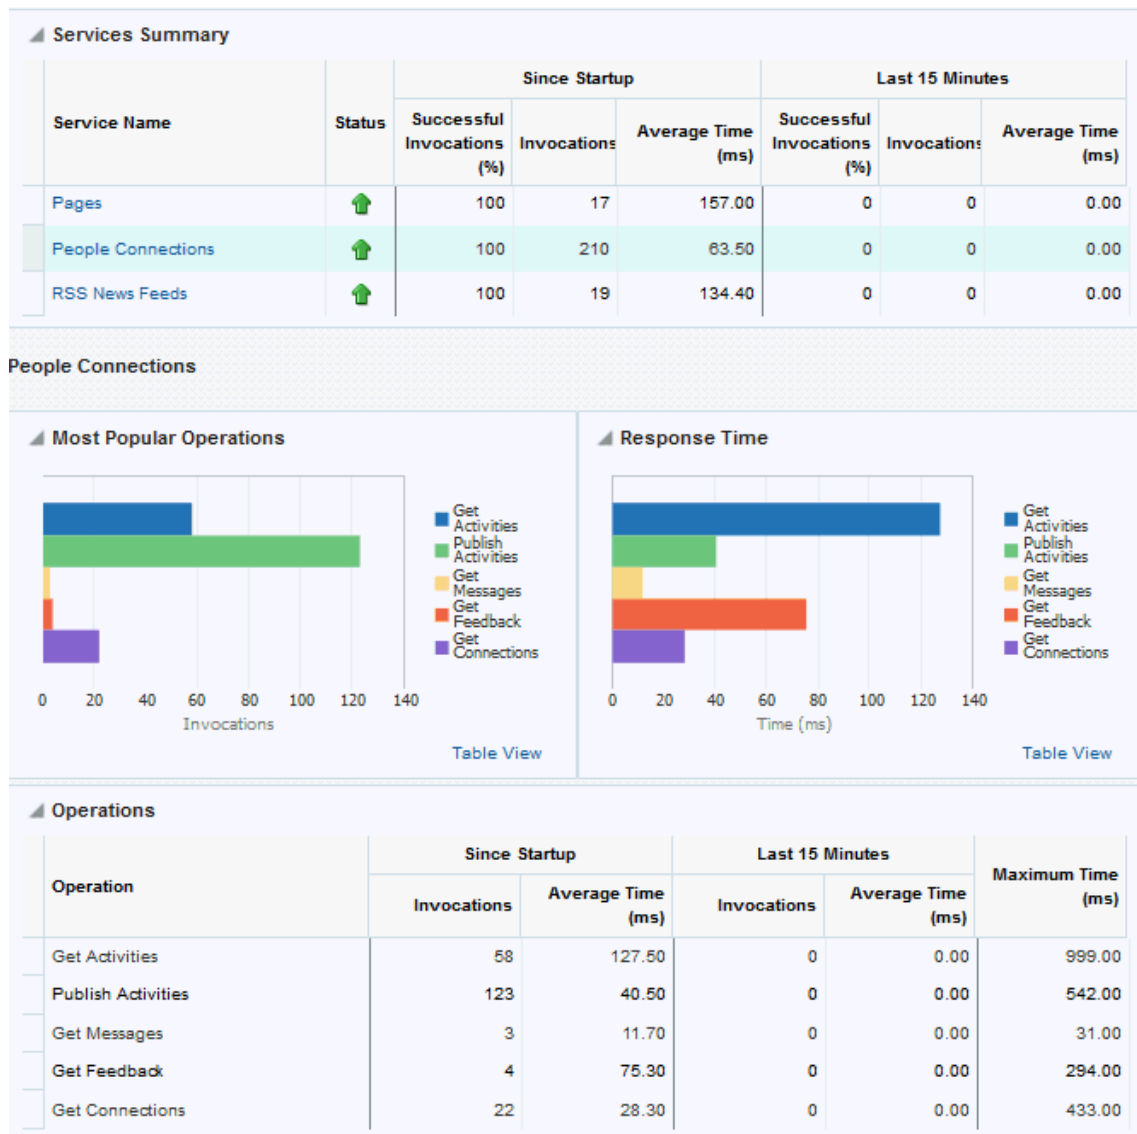 Services Summary
Since Startup Last 15 Minutes
Service Name Status Successful Invocations (%) Invocations Average Time (ms) Successful Invocations (%) Invocations Average Time (ms)
Pages 100 17 157.00 0 0 0.00
People Connections 100 210 63.50 0 0 0.00
RSS News Feeds 100 19 134.40 0 0 0.00
People Connections
Most Popular Operations
Get Activities
Publish Activities
Get Messages
Get Feedback
Get Connections
0 20 40 60 80 100 120 140
Invocations
Table View
Response Time
Get Activities
Publish Activities
Get Messages
Get Feedback
Get Connections
0 20 40 60 80 100 120 140
Time (ms)
Table View
Operations
Since Startup Last 15 Minutes
Operation Invocations Average Time (ms) Invocations Average Time (ms) Maximum Time (ms)
Get Activities 58 127.50 0 0.00 999.00
Publish Activities 123 40.50 0 0.00 542.00
Get Messages 3 11.70 0 0.00 31.00
Get Feedback 4 75.30 0 0.00 294.00
Get Connections 22 28.30 0 0.00 433.00